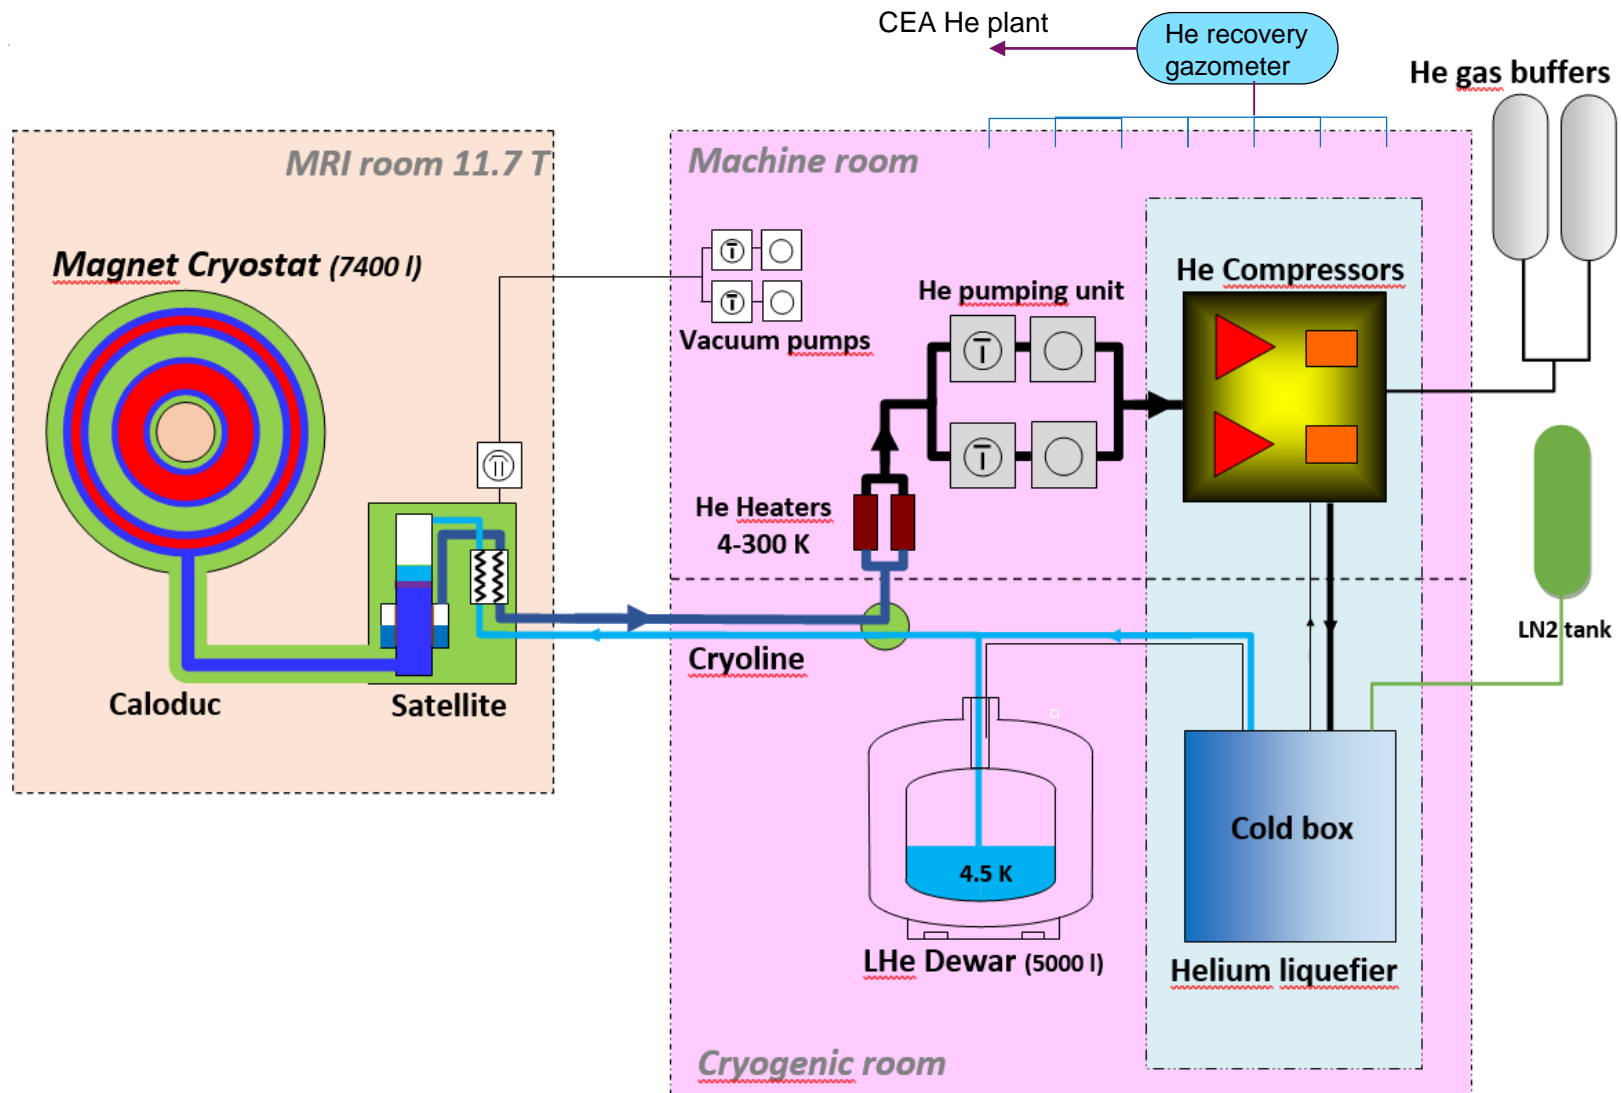 CEA He plant
He recovery
gazometer
He gas buffers
MRI room 11.7 T
Machine room
Magnet Cryostat (7400 l)
He Compressors
He pumping unit
Vacuum pumps
He Heaters
4-300 K
LN2 tank
Cryoline
Caloduc
Satellite
Cold box
4.5 K
LHe Dewar (5000 l)
Helium liquefier
Cryogenic room